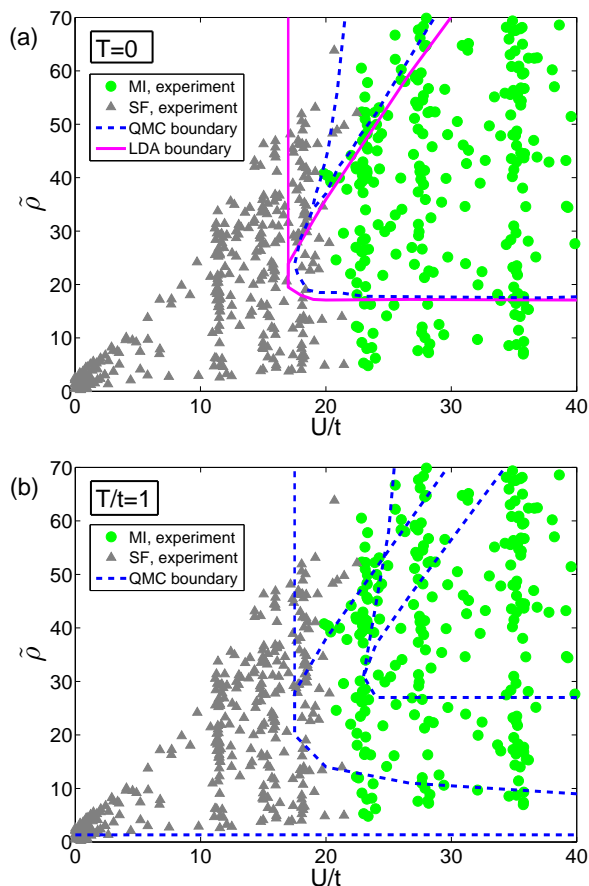 (a)
T=0
MI, experiment
SF, experiment
QMC boundary
LDA boundary
70
60
50
40
30
20
10
0
ρ̃
0 10 20 30 40
U/t
(b)
T/t=1
MI, experiment
SF, experiment
QMC boundary
70
60
50
40
30
20
10
0
ρ̃
0 10 20 30 40
U/t